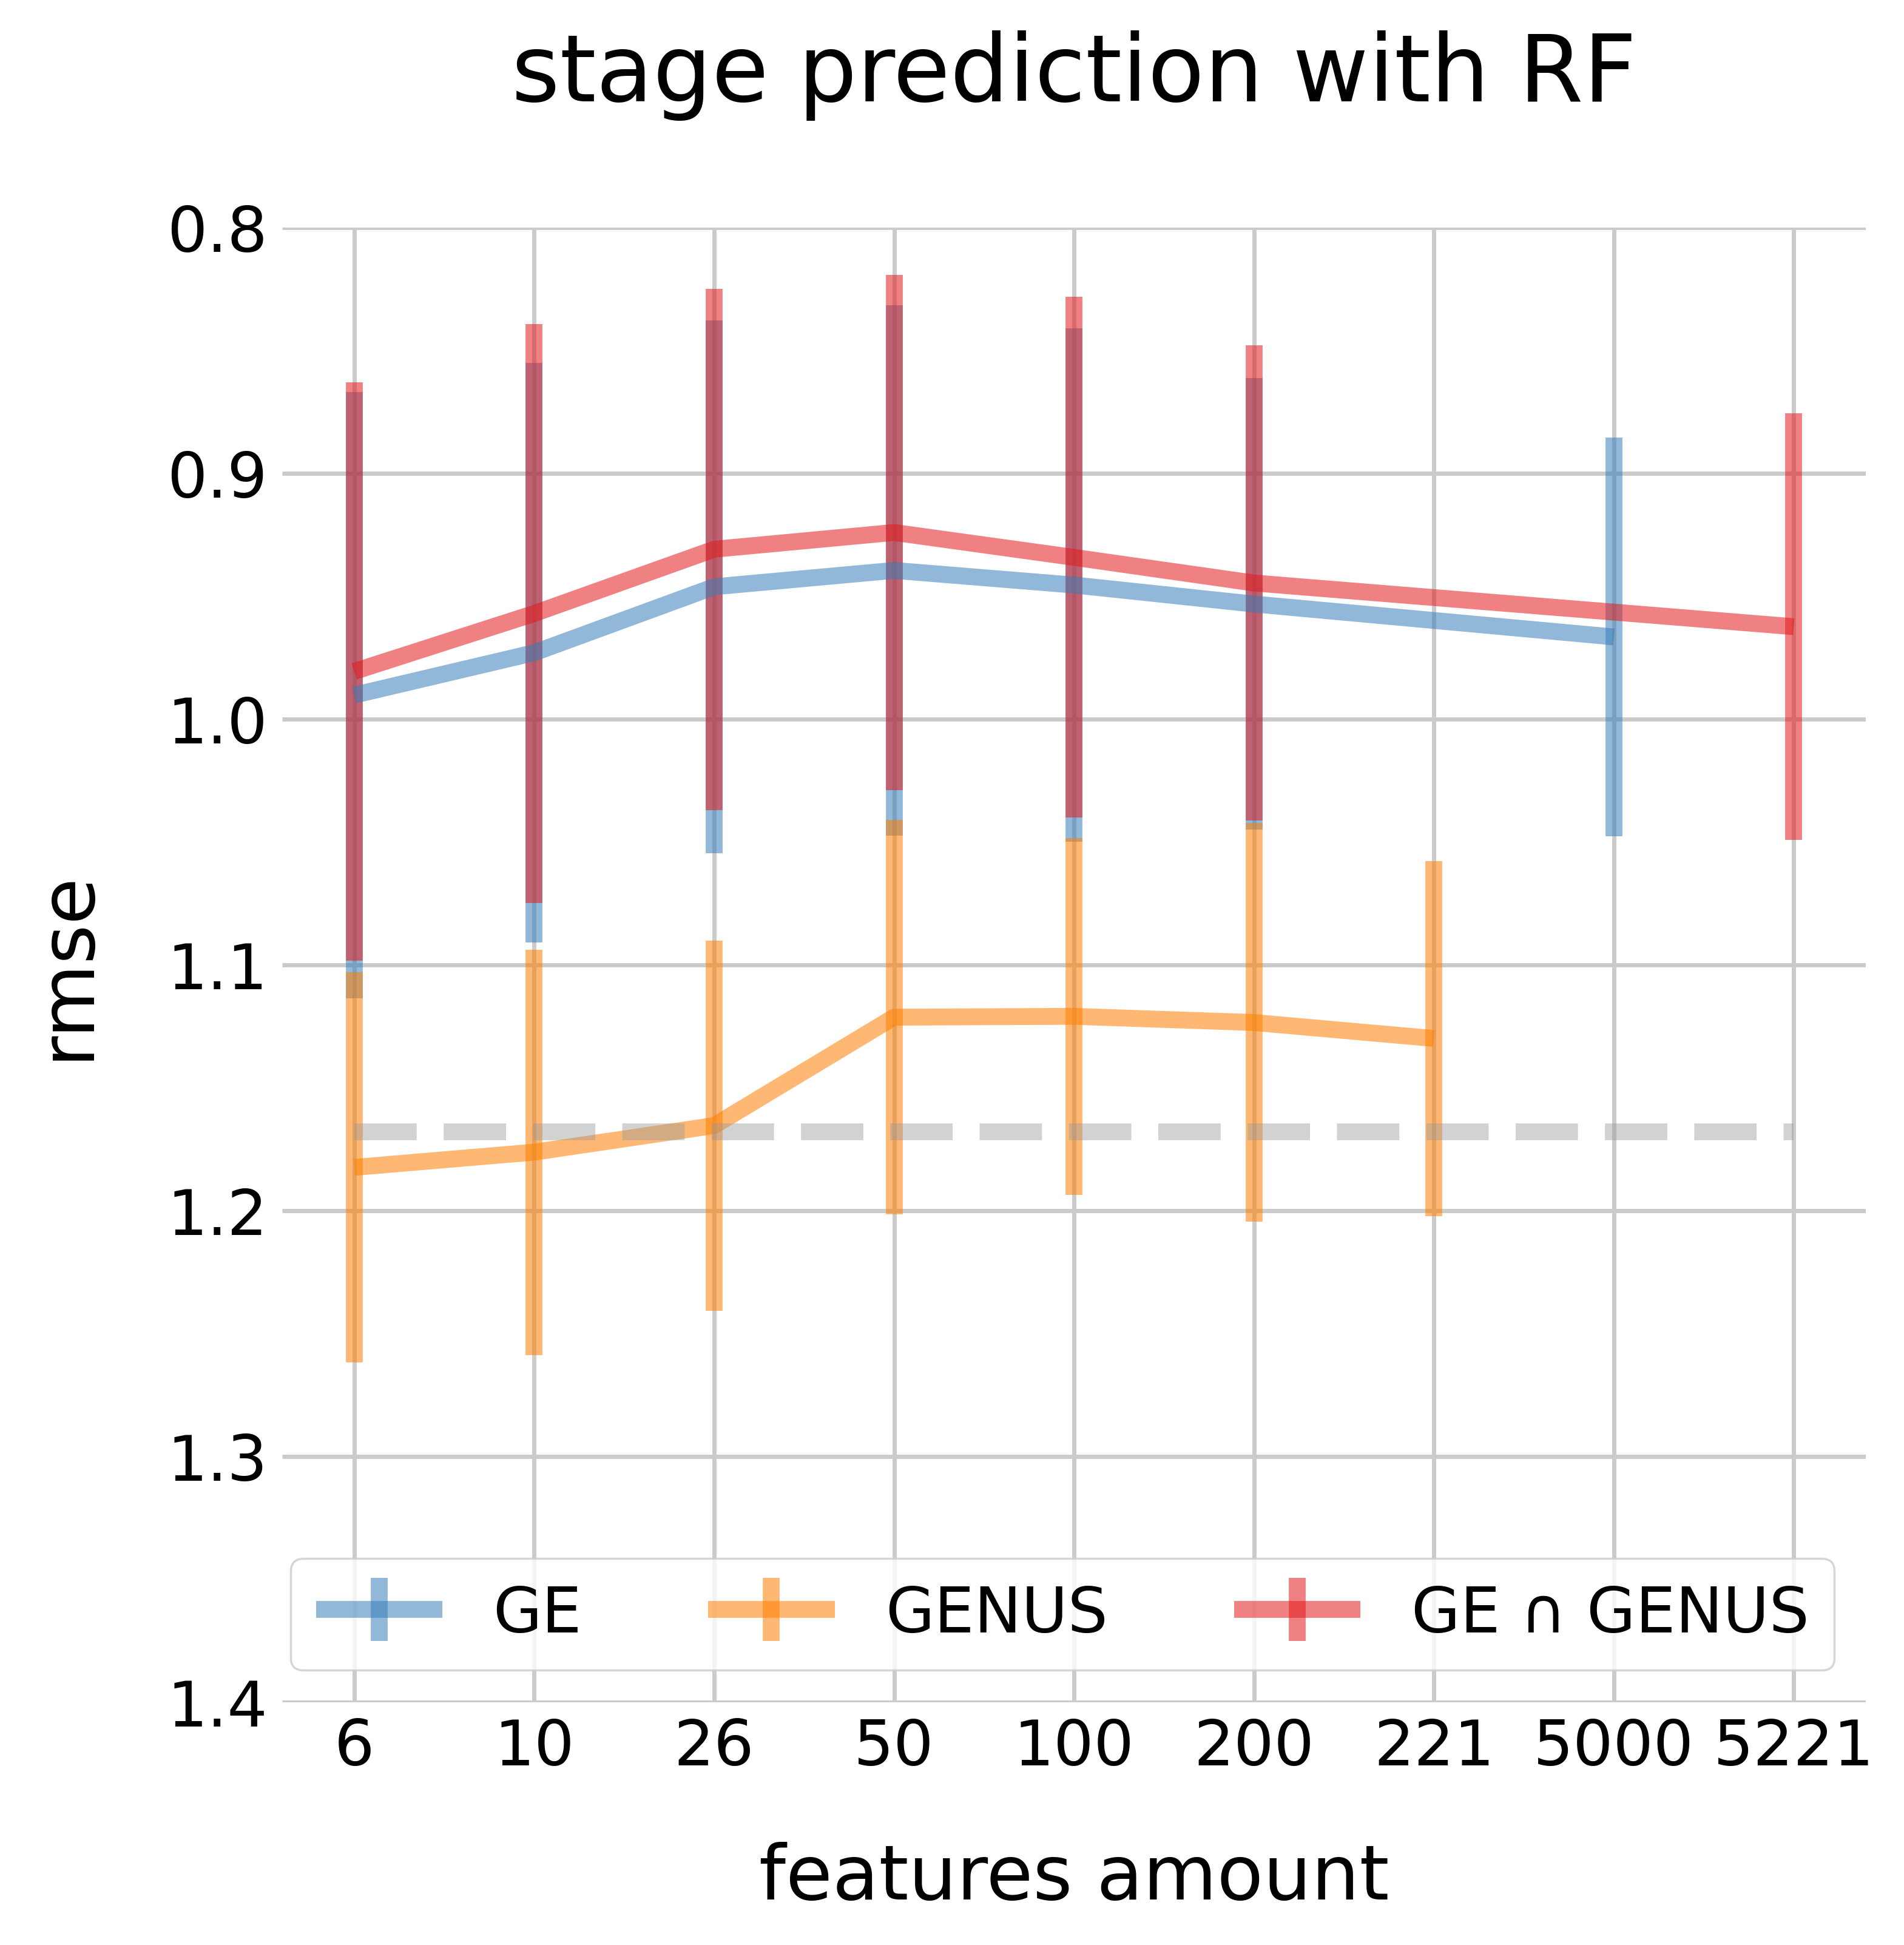 stage prediction with RF
0.8
0.9
1.0
1.1
1.2
1.3
1.4
rmse
GE GENUS GE ∩ GENUS
6 10 26 50 100 200 221 5000 5221
features amount